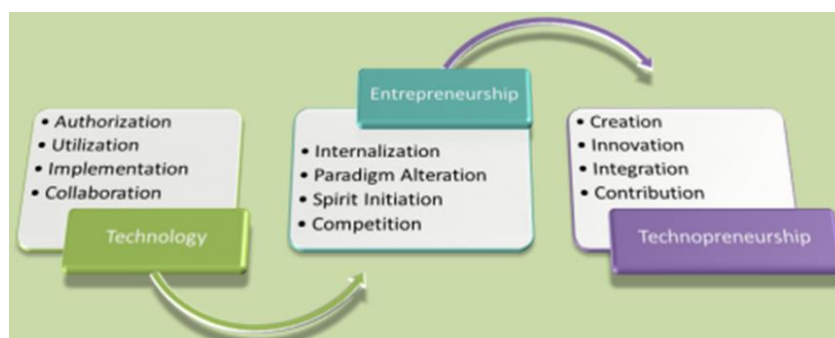 • Authorization
• Utilization
• Implementation
• Collaboration
Technology
Entrepreneurship
• Internalization
• Paradigm Alteration
• Spirit Initiation
• Competition
• Creation
• Innovation
• Integration
• Contribution
Technopreneurship